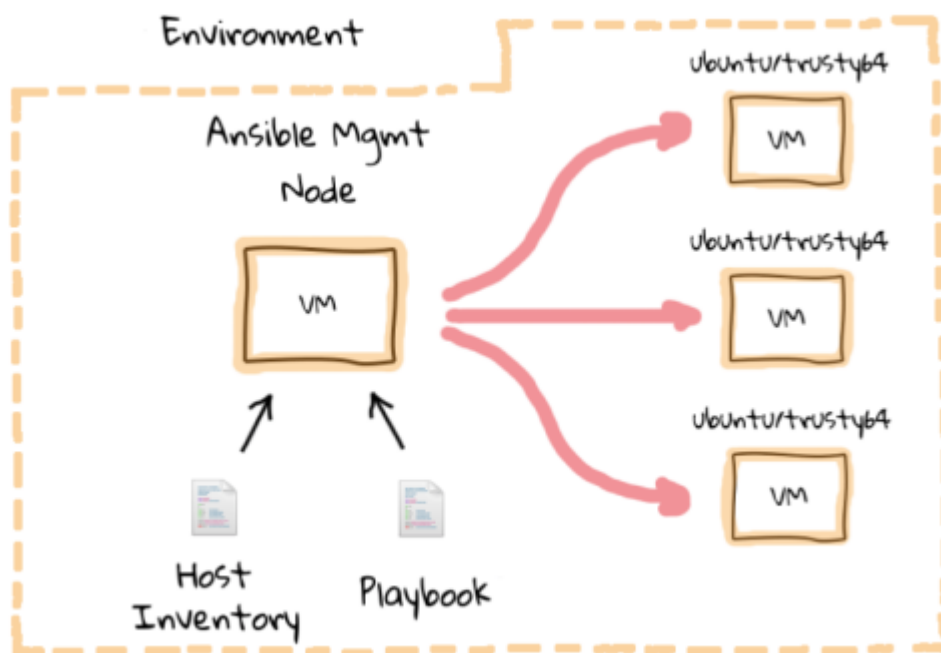 Environment
Ansible Mgmt
Node
VM
Host
Inventory
Playbook
ubuntu/trusty64
VM
ubuntu/trusty64
VM
ubuntu/trusty64
VM